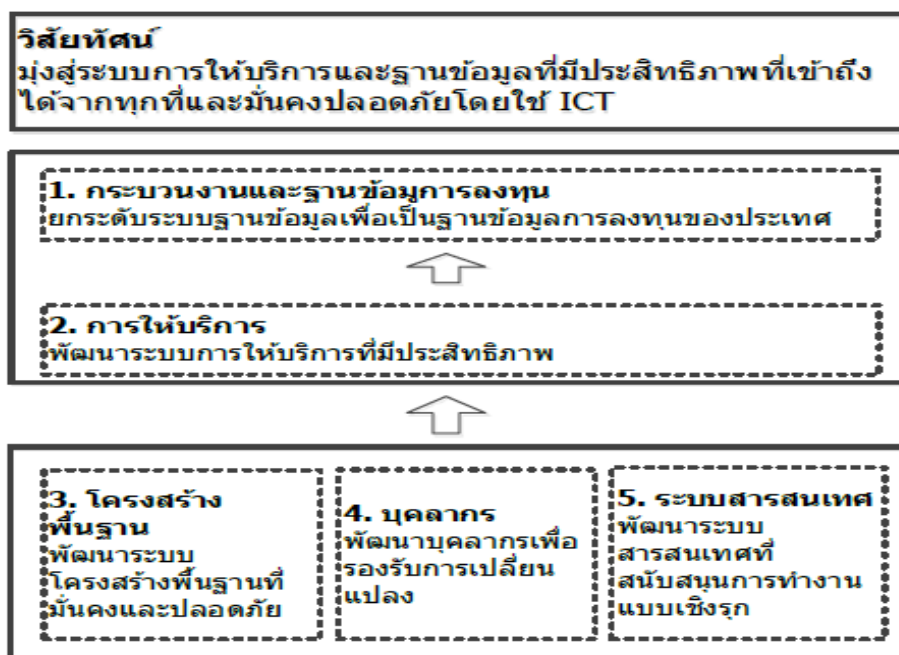 วิสัยทัศน์
มุ่งสู่ระบบการให้บริการและฐานข้อมูลที่มีประสิทธิภาพที่เข้าถึง
ได้จากทุกที่และมั่นคงปลอดภัยโดยใช้ ICT
1. กระบวนงานและฐานข้อมูการลงทุน
ยกระดับระบบฐานข้อมูลเพื่อเป็นฐานข้อมูลการลงทุนของประเทศ
2. การให้บริการ
พัฒนาระบบการให้บริการที่มีประสิทธิภาพ
3. โครงสร้าง
พื้นฐาน
พัฒนาระบบ
โครงสร้างพื้นฐานที่
มั่นคงและปลอดภัย
4. บุคลากร
พัฒนาบุคลากรเพื่อ
รองรับการเปลี่ยน
แปลง
5. ระบบสารสนเทศ
พัฒนาระบบ
สารสนเทศที่
สนับสนุนการทำงาน
แบบเชิงรุก